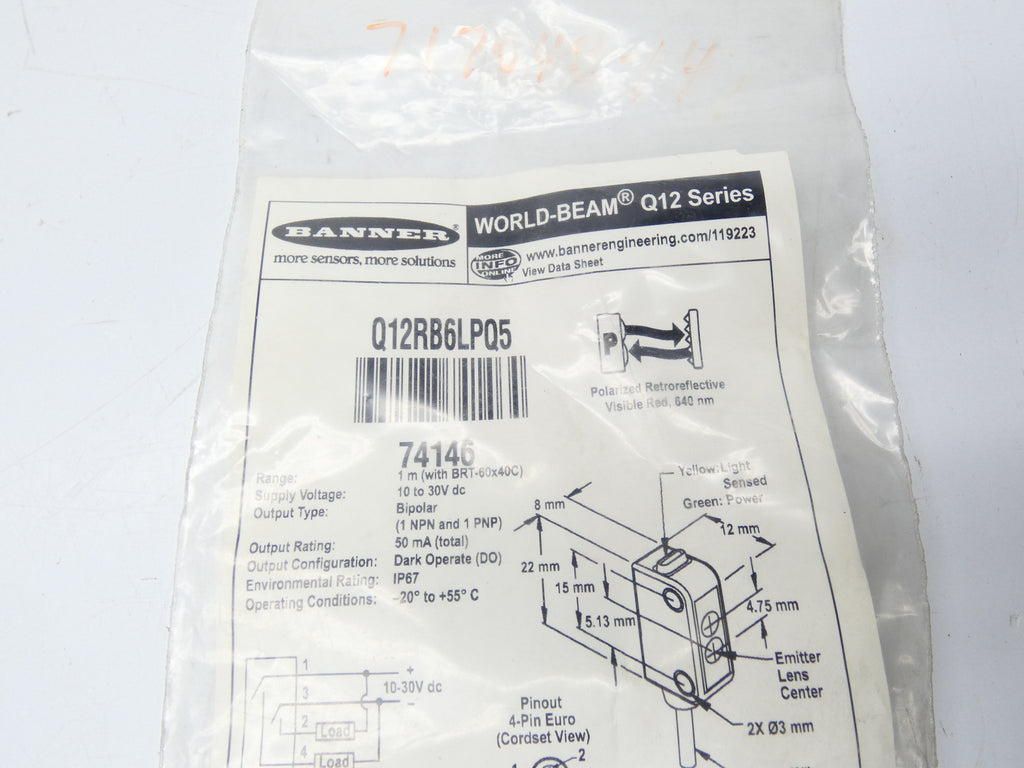 BANNER®
more sensors, more solutions
WORLD-BEAM® Q12 Series
MORE INFO ONLINE
www.bannerengineering.com/119223
View Data Sheet
Q12RB6LPQ5
P
Polarized Retroreflective
Visible Red, 640 nm
74146
Range: 1 m (with BRT-60x40C)
Supply Voltage: 10 to 30V dc
Output Type: Bipolar
(1 NPN and 1 PNP)
Output Rating: 50 mA (total)
Output Configuration: Dark Operate (DO)
Environmental Rating: IP67
Operating Conditions: –20° to +55° C
Yellow: Light
Sensed
Green: Power
8 mm
12 mm
22 mm
15 mm
5.13 mm
4.75 mm
Emitter
Lens
Center
2X Ø3 mm
1
+
10-30V dc
3
–
2
Load
4
Load
Pinout
4-Pin Euro
(Cordset View)
1
2